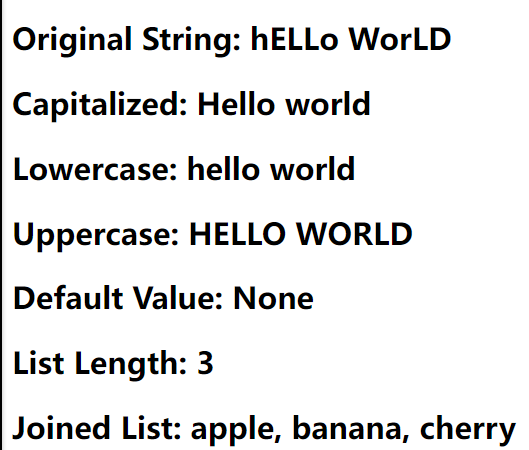 Original String: hELLo WorLD
Capitalized: Hello world
Lowercase: hello world
Uppercase: HELLO WORLD
Default Value: None
List Length: 3
Joined List: apple, banana, cherry